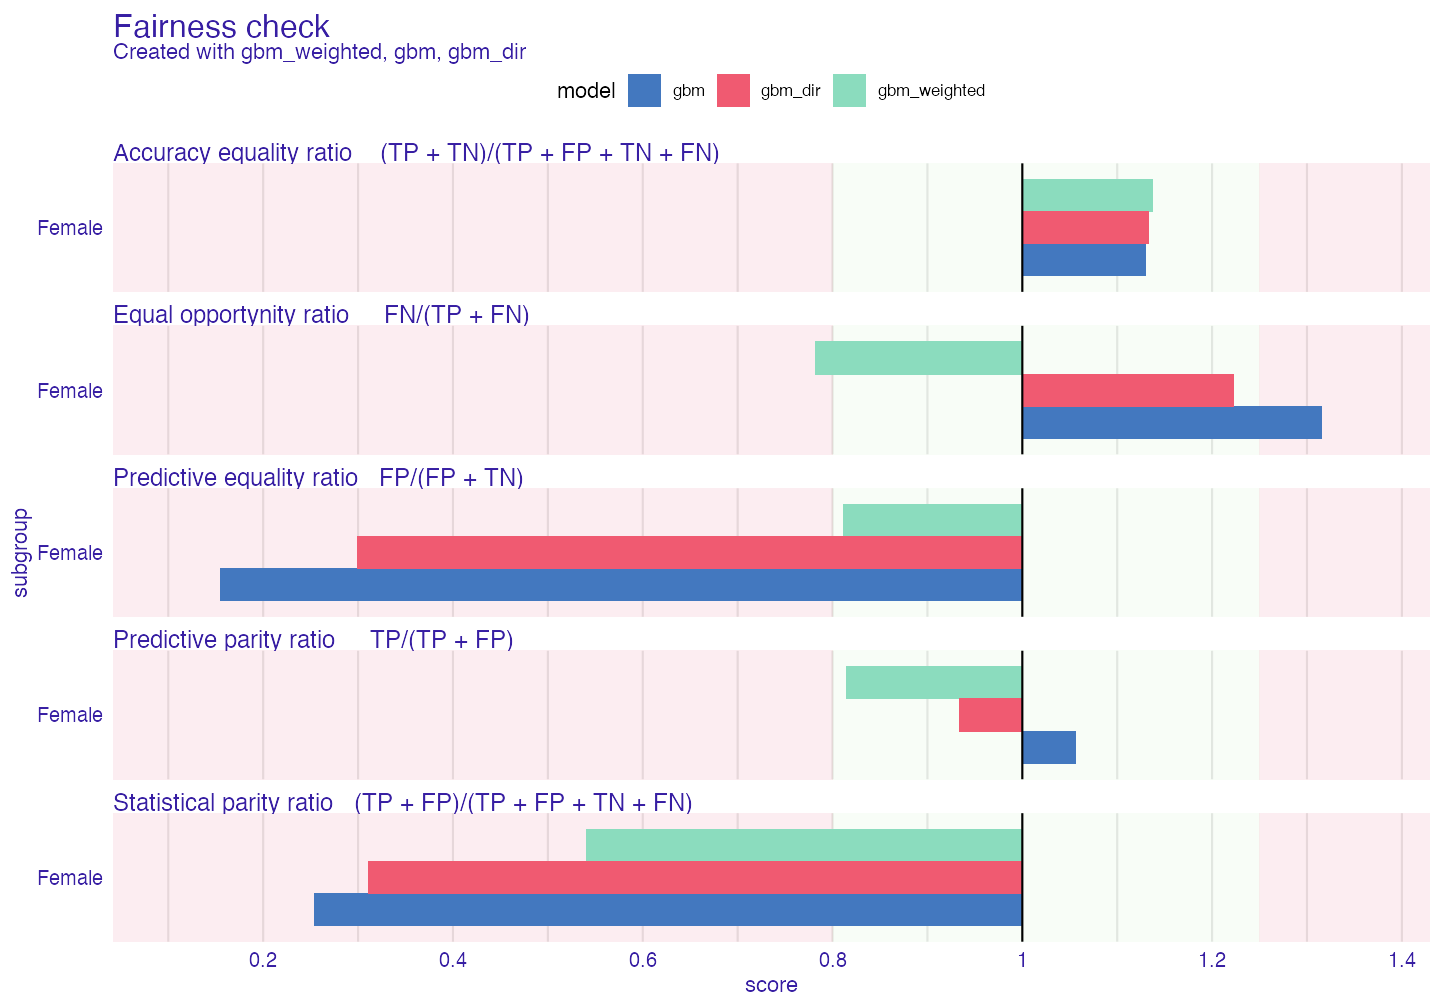 Fairness check
Created with gbm_weighted, gbm, gbm_dir
model gbm gbm_dir gbm_weighted
Accuracy equality ratio (TP + TN)/(TP + FP + TN + FN)
Female
Equal opportynity ratio FN/(TP + FN)
Female
Predictive equality ratio FP/(FP + TN)
Female
Predictive parity ratio TP/(TP + FP)
Female
Statistical parity ratio (TP + FP)/(TP + FP + TN + FN)
Female
subgroup
0.2 0.4 0.6 0.8 1 1.2 1.4
score